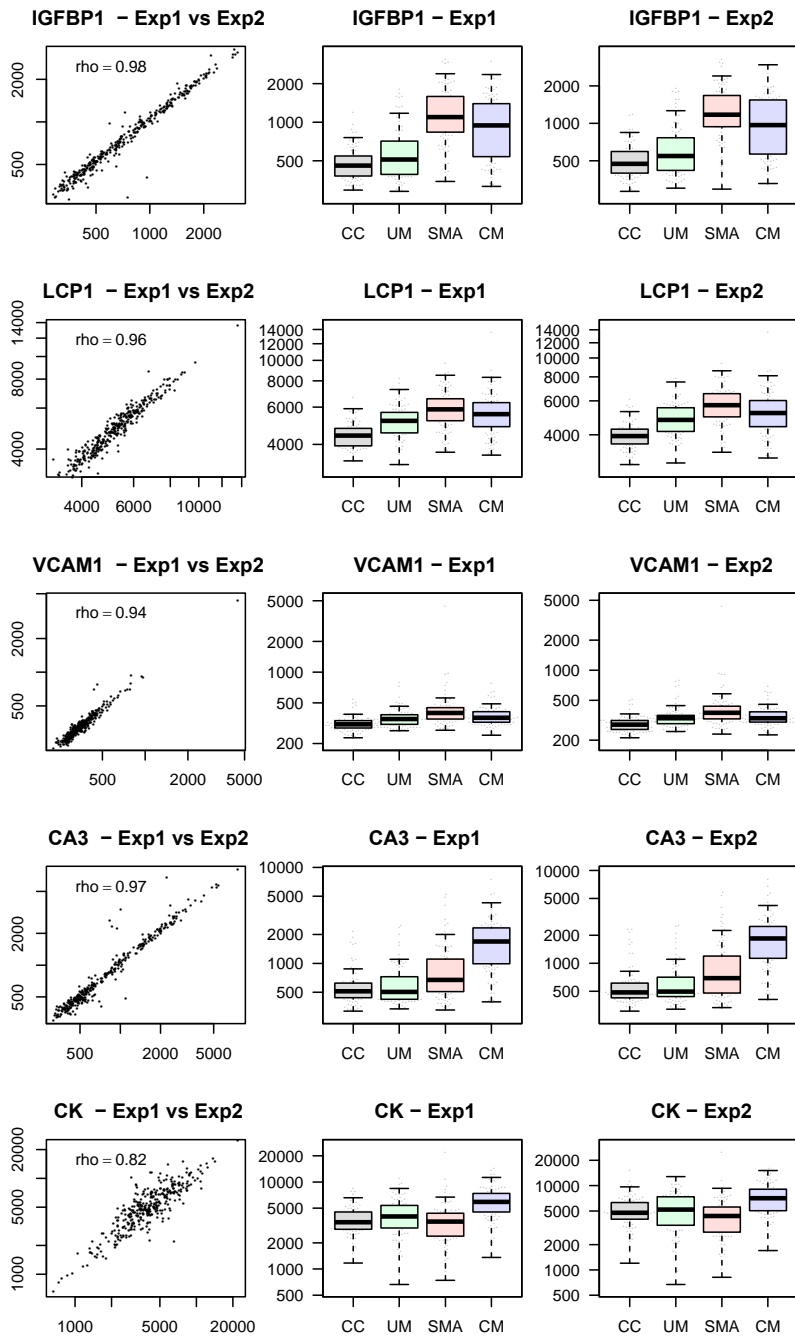 IGFBP1 − Exp1 vs Exp2
IGFBP1 − Exp1
IGFBP1 − Exp2
rho = 0.98
500 2000
500 1000 2000
500 1000 2000
CC UM SMA CM
500 1000 2000
CC UM SMA CM
LCP1 − Exp1 vs Exp2
LCP1 − Exp1
LCP1 − Exp2
rho = 0.96
4000 8000 14000
4000 6000 10000
4000 6000 8000 10000 14000
CC UM SMA CM
4000 6000 8000 10000 14000
CC UM SMA CM
VCAM1 − Exp1 vs Exp2
VCAM1 − Exp1
VCAM1 − Exp2
rho = 0.94
500 2000
500 2000 5000
200 500 1000 2000 5000
CC UM SMA CM
200 500 1000 2000 5000
CC UM SMA CM
CA3 − Exp1 vs Exp2
CA3 − Exp1
CA3 − Exp2
rho = 0.97
500 2000
500 2000 5000
500 1000 2000 5000 10000
CC UM SMA CM
500 1000 2000 5000 10000
CC UM SMA CM
CK − Exp1 vs Exp2
CK − Exp1
CK − Exp2
rho = 0.82
1000 5000 20000
1000 5000 20000
500 1000 2000 5000 10000 20000
CC UM SMA CM
500 1000 2000 5000 10000 20000
CC UM SMA CM